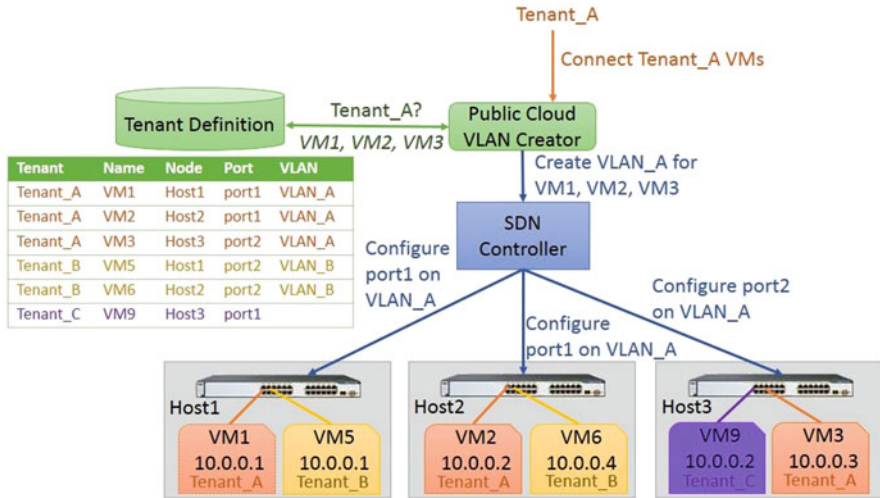 Tenant_A
Connect Tenant_A VMs
Tenant Definition
Tenant_A?
VM1, VM2, VM3
Public Cloud
VLAN Creator
Tenant Name Node Port VLAN
Tenant_A VM1 Host1 port1 VLAN_A
Tenant_A VM2 Host2 port1 VLAN_A
Tenant_A VM3 Host3 port2 VLAN_A
Tenant_B VM5 Host1 port2 VLAN_B
Tenant_B VM6 Host2 port2 VLAN_B
Tenant_C VM9 Host3 port1
Create VLAN_A for
VM1, VM2, VM3
SDN
Controller
Configure
port1 on
VLAN_A
Configure
port1 on VLAN_A
Configure port2
on VLAN_A
Host1
VM1
10.0.0.1
Tenant_A
VM5
10.0.0.1
Tenant_B
Host2
VM2
10.0.0.2
Tenant_A
VM6
10.0.0.4
Tenant_B
Host3
VM9
10.0.0.2
Tenant_C
VM3
10.0.0.3
Tenant_A